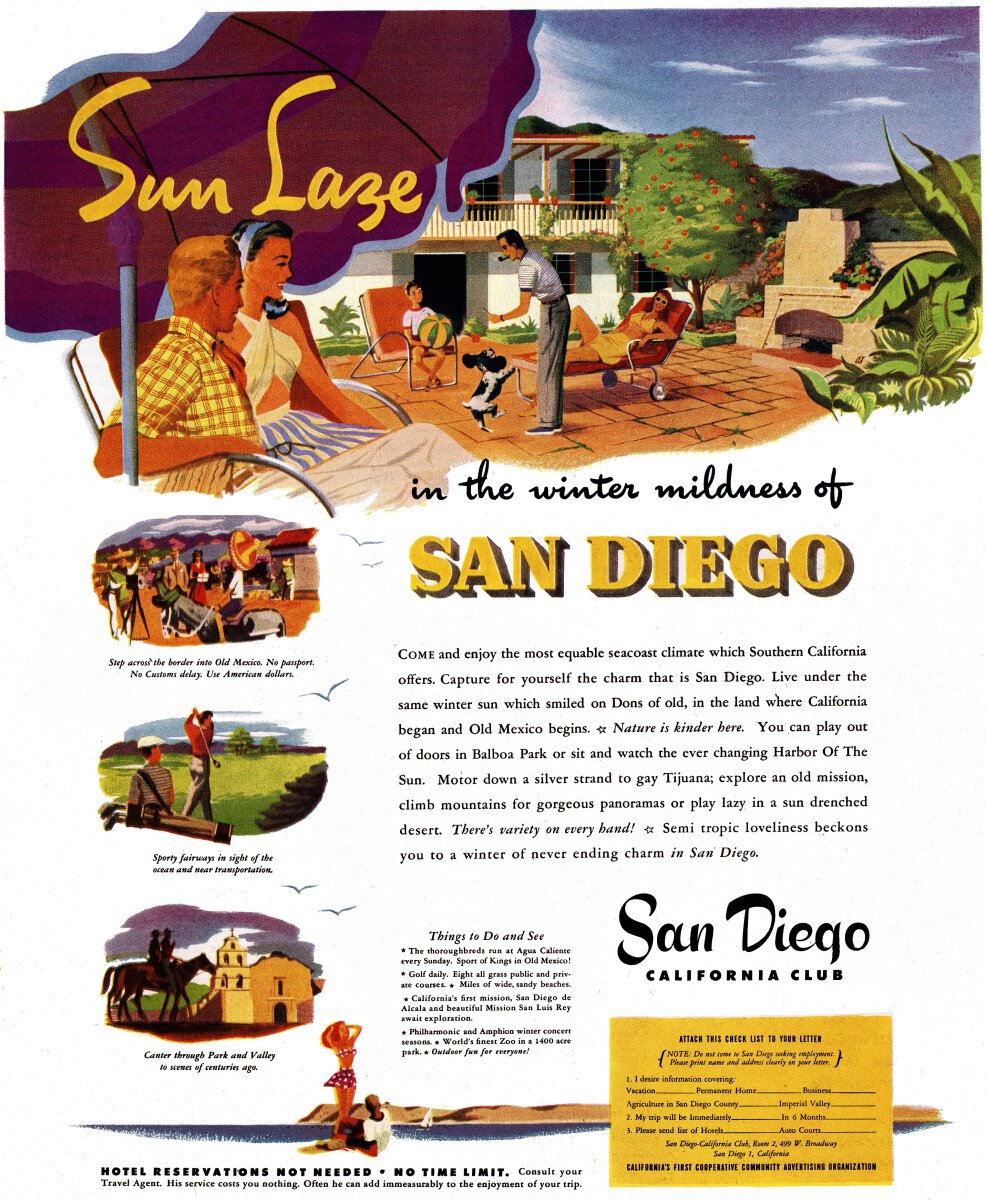 Sun Laze
in the winter mildness of
SAN DIEGO
Step across the border into Old Mexico. No passport.
No Customs delay. Use American dollars.
Sporty fairways in sight of the
ocean and near transportation.
Canter through Park and Valley
to scenes of centuries ago.
COME and enjoy the most equable seacoast climate which Southern California
offers. Capture for yourself the charm that is San Diego. Live under the
same winter sun which smiled on Dons of old, in the land where California
began and Old Mexico begins. ☆ Nature is kinder here. You can play out
of doors in Balboa Park or sit and watch the ever changing Harbor Of The
Sun. Motor down a silver strand to gay Tijuana; explore an old mission,
climb mountains for gorgeous panoramas or play lazy in a sun drenched
desert. There's variety on every hand! ☆ Semi tropic loveliness beckons
you to a winter of never ending charm in San Diego.
Things to Do and See
★ The thoroughbreds run at Agua Caliente
every Sunday. Sport of Kings in Old Mexico!
★ Golf daily. Eight all grass public and priv-
ate courses. ★ Miles of wide, sandy beaches.
★ California's first mission, San Diego de
Alcala and beautiful Mission San Luis Rey
await exploration.
★ Philharmonic and Amphion winter concert
seasons. ★ World's finest Zoo in a 1400 acre
park. ★ Outdoor fun for everyone!
San Diego
CALIFORNIA CLUB
ATTACH THIS CHECK LIST TO YOUR LETTER
{NOTE: Do not come to San Diego seeking employment.
Please print name and address clearly on your letter.}
1. I desire information covering:
Vacation______ Permanent Home______ Business______
Agriculture in San Diego County______ Imperial Valley______
2. My trip will be Immediately______ In 6 Months______
3. Please send list of Hotels______ Auto Courts______
San Diego-California Club, Room 2, 499 W. Broadway
San Diego 1, California
CALIFORNIA'S FIRST COOPERATIVE COMMUNITY ADVERTISING ORGANIZATION
HOTEL RESERVATIONS NOT NEEDED • NO TIME LIMIT. Consult your
Travel Agent. His service costs you nothing. Often he can add immeasurably to the enjoyment of your trip.